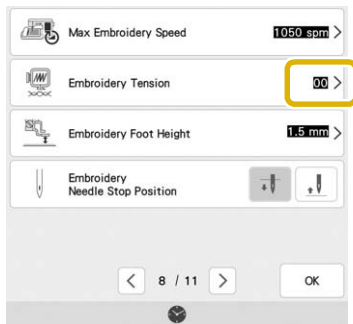 Max Embroidery Speed 1050 spm >
Embroidery Tension 00 >
Embroidery Foot Height 1.5 mm >
Embroidery
Needle Stop Position
< 8 / 11 > OK